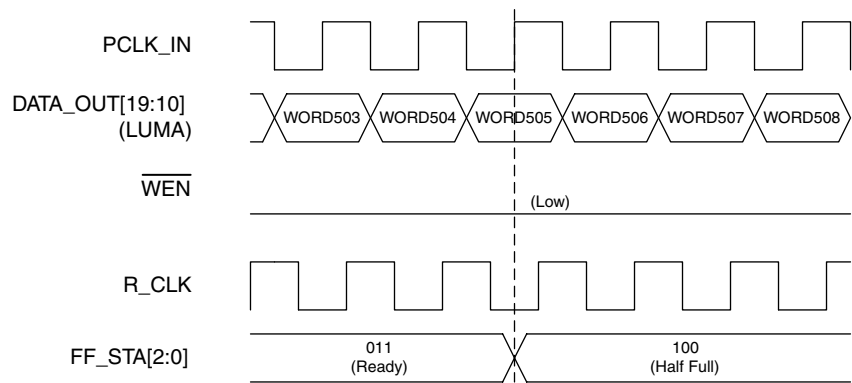 PCLK_IN
DATA_OUT[19:10]
(LUMA)
WORD503 WORD504 WORD505 WORD506 WORD507 WORD508
WEN
(Low)
R_CLK
FF_STA[2:0]
011
(Ready)
100
(Half Full)